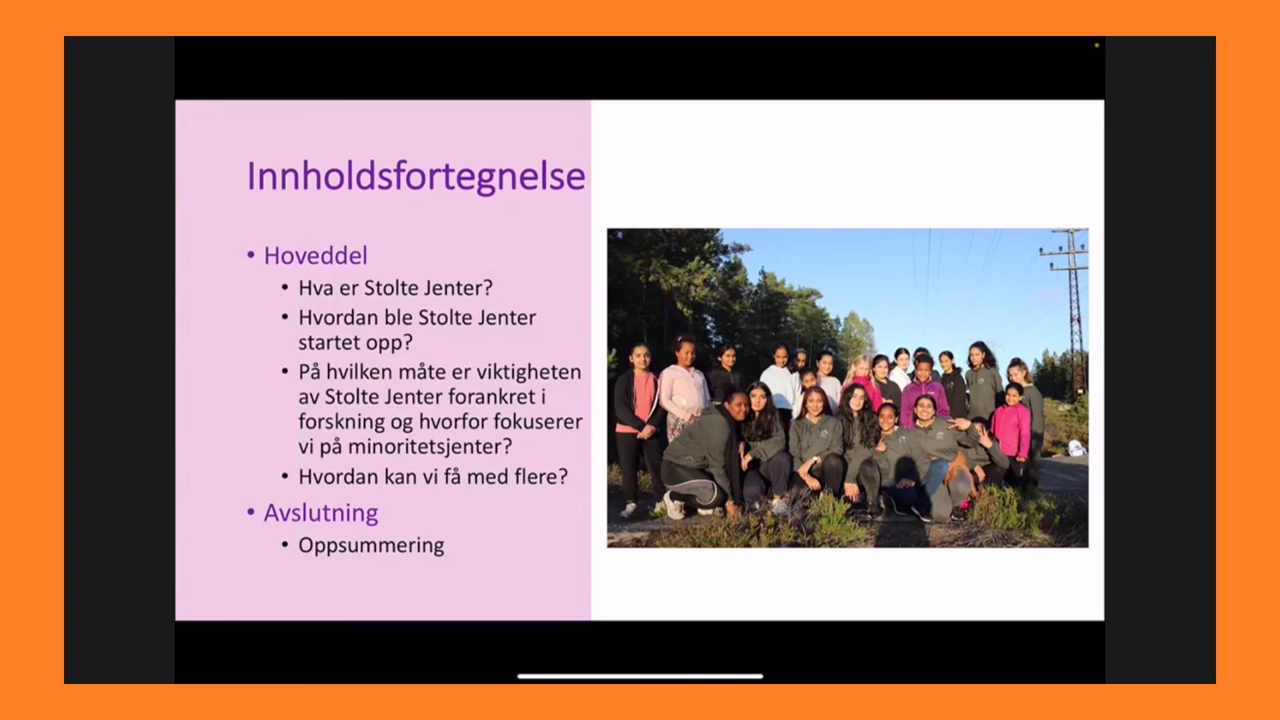 Innholdsfortegnelse
• Hoveddel
• Hva er Stolte Jenter?
• Hvordan ble Stolte Jenter
startet opp?
• På hvilken måte er viktigheten
av Stolte Jenter forankret i
forskning og hvorfor fokuserer
vi på minoritetsjenter?
• Hvordan kan vi få med flere?
• Avslutning
• Oppsummering